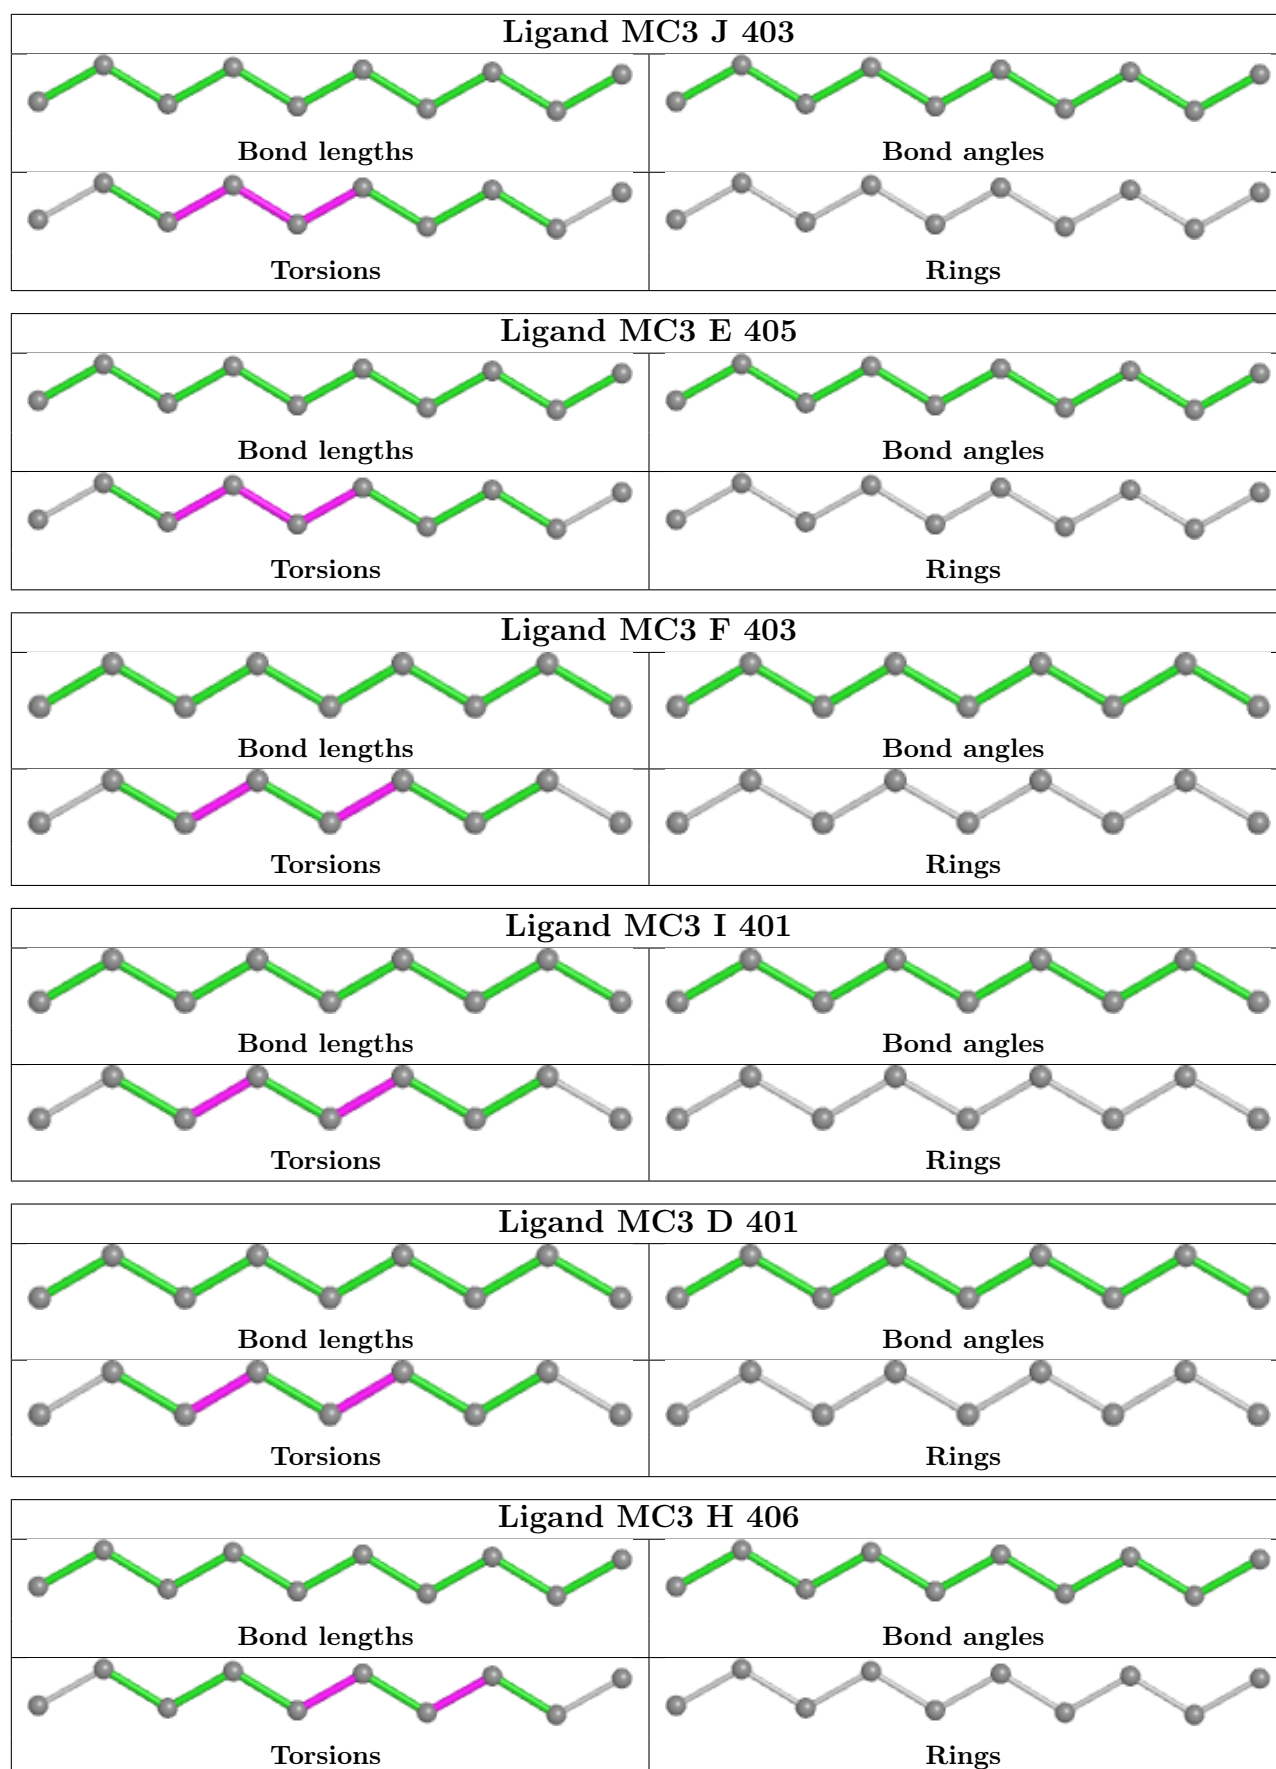 Ligand MC3 J 403
Bond lengths Bond angles
Torsions Rings
Ligand MC3 E 405
Bond lengths Bond angles
Torsions Rings
Ligand MC3 F 403
Bond lengths Bond angles
Torsions Rings
Ligand MC3 I 401
Bond lengths Bond angles
Torsions Rings
Ligand MC3 D 401
Bond lengths Bond angles
Torsions Rings
Ligand MC3 H 406
Bond lengths Bond angles
Torsions Rings